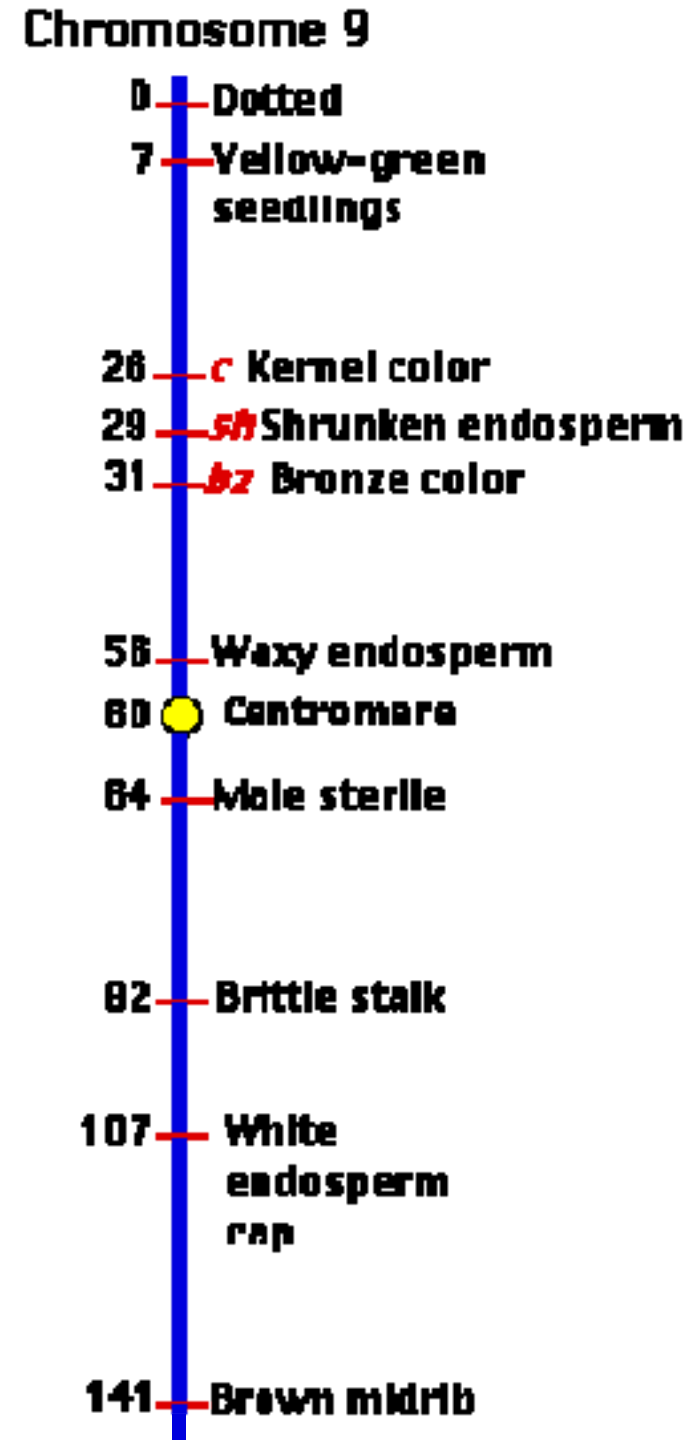 Chromosome 9
0 Dotted
7 Yellow-green
seedlings
26 c Kernel color
29 sh Shrunken endosperm
31 bz Bronze color
56 Waxy endosperm
60 Centromere
64 Male sterile
82 Brittle stalk
107 White
endosperm
cap
141 Brown midrib